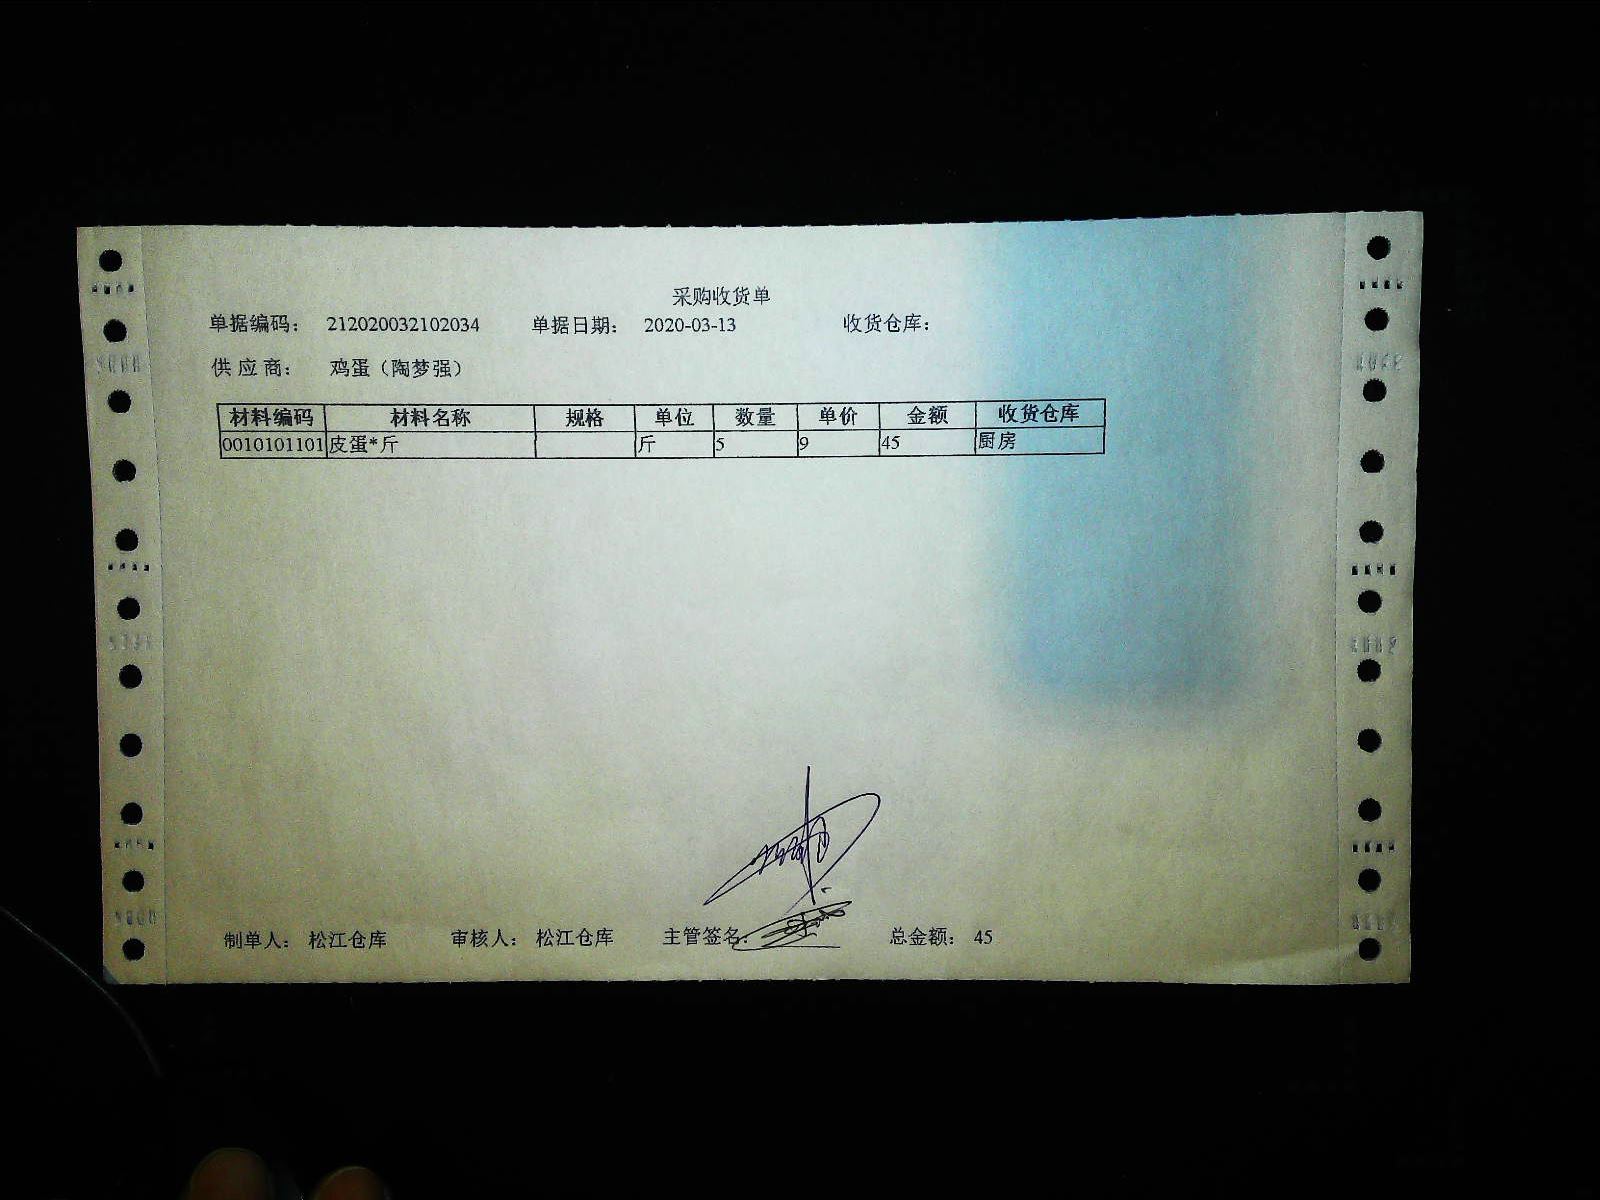 采购收货单
单据编码： 212020032102034 单据日期： 2020-03-13 收货仓库：
供应商： 鸡蛋（陶梦强）
材料编码 材料名称 规格 单位 数量 单价 金额 收货仓库
0010101101 皮蛋*斤 斤 5 9 45 厨房
制单人： 松江仓库 审核人： 松江仓库 主管签名： 总金额： 45